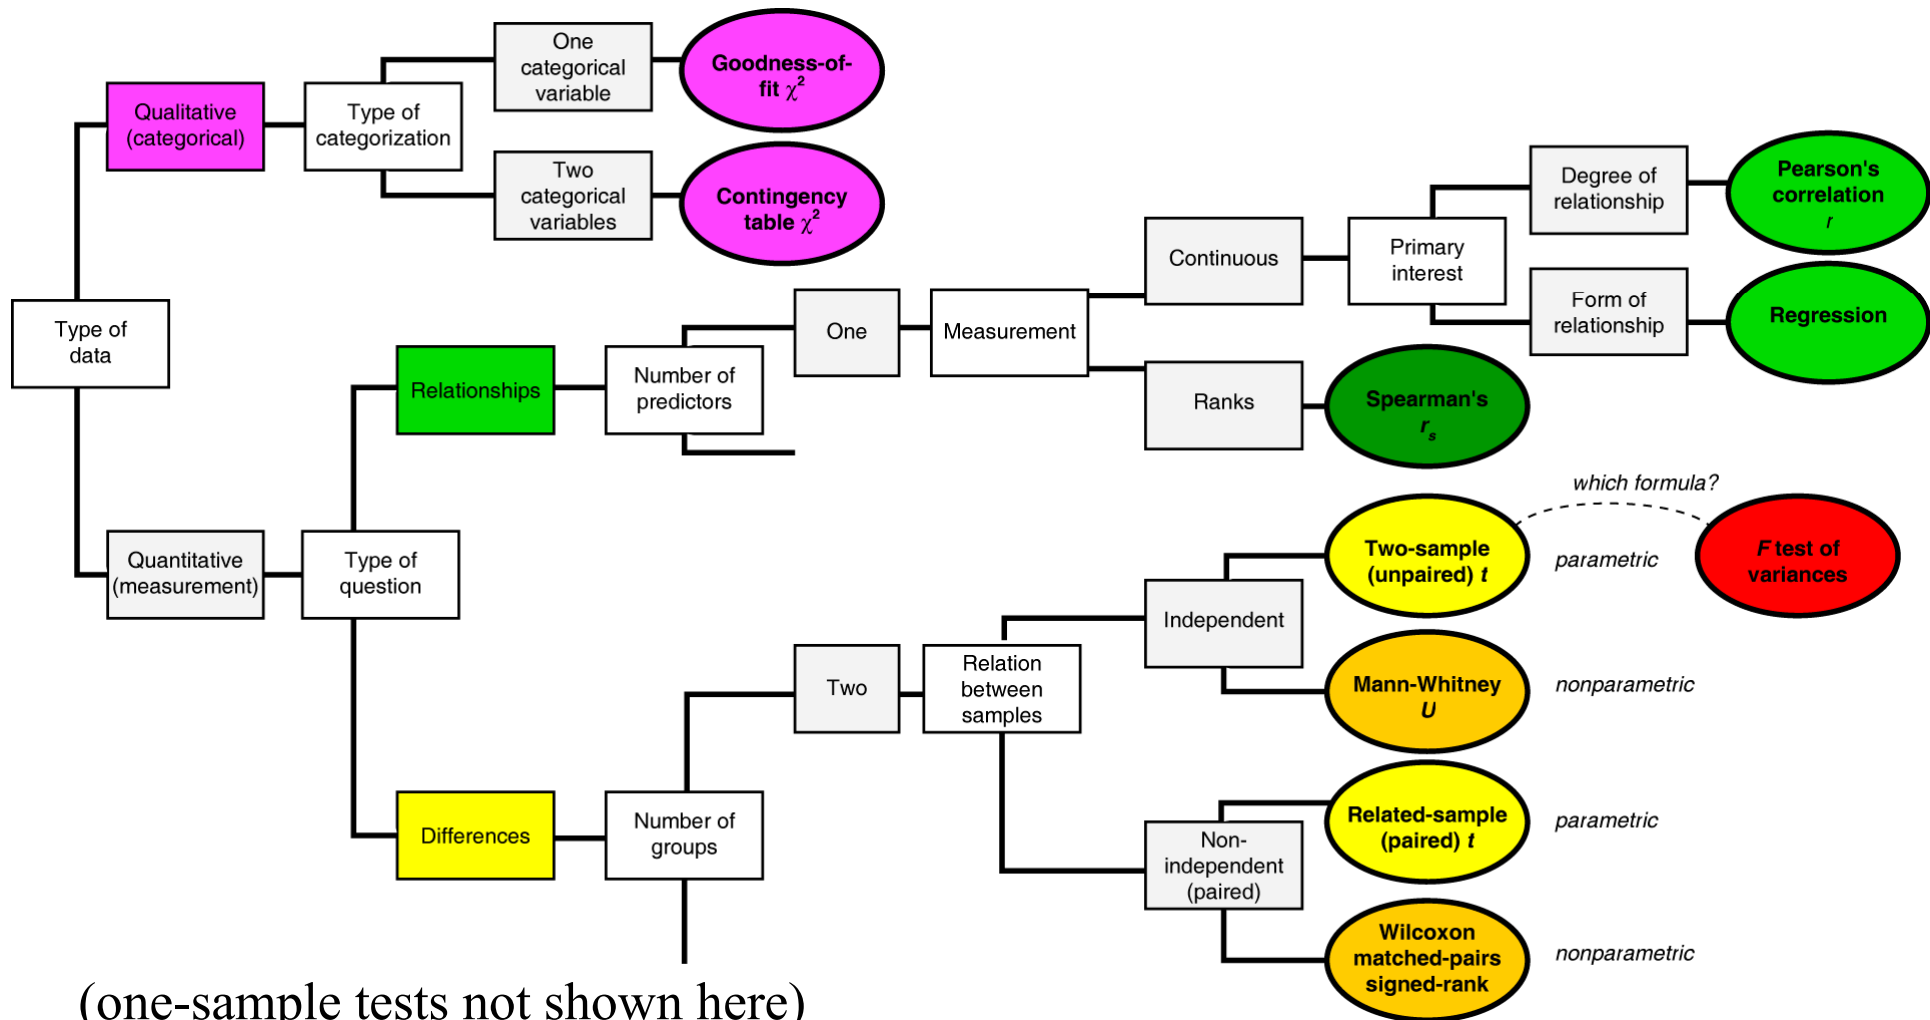 One
categorical
variable
Goodness-of-
fit χ²
Qualitative
(categorical)
Type of
categorization
Two
categorical
variables
Contingency
table χ²
Degree of
relationship
Pearson's
correlation
r
Continuous
Primary
interest
Form of
relationship
Regression
Type of
data
One
Measurement
Relationships
Number of
predictors
Ranks
Spearman's
rₛ
which formula?
Quantitative
(measurement)
Type of
question
Two-sample
(unpaired) t
parametric
F test of
variances
Independent
Two
Relation
between
samples
Mann-Whitney
U
nonparametric
Differences
Number of
groups
Related-sample
(paired) t
parametric
Non-
independent
(paired)
Wilcoxon
matched-pairs
signed-rank
nonparametric
(one-sample tests not shown here)